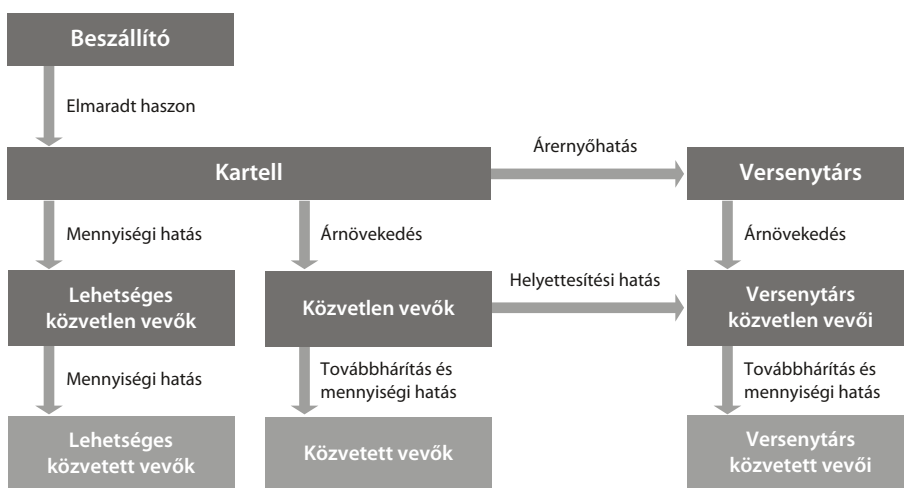 Beszállító
Elmaradt haszon
Árernyőhatás
Kartell
Versenytárs
Mennyiségi hatás
Árnövekedés
Árnövekedés
Helyettesítési hatás
Lehetséges
közvetlen vevők
Közvetlen vevők
Versenytárs
közvetlen vevői
Mennyiségi hatás
Továbbhárítás és
mennyiségi hatás
Továbbhárítás és
mennyiségi hatás
Lehetséges
közvetett vevők
Közvetett vevők
Versenytárs
közvetett vevői